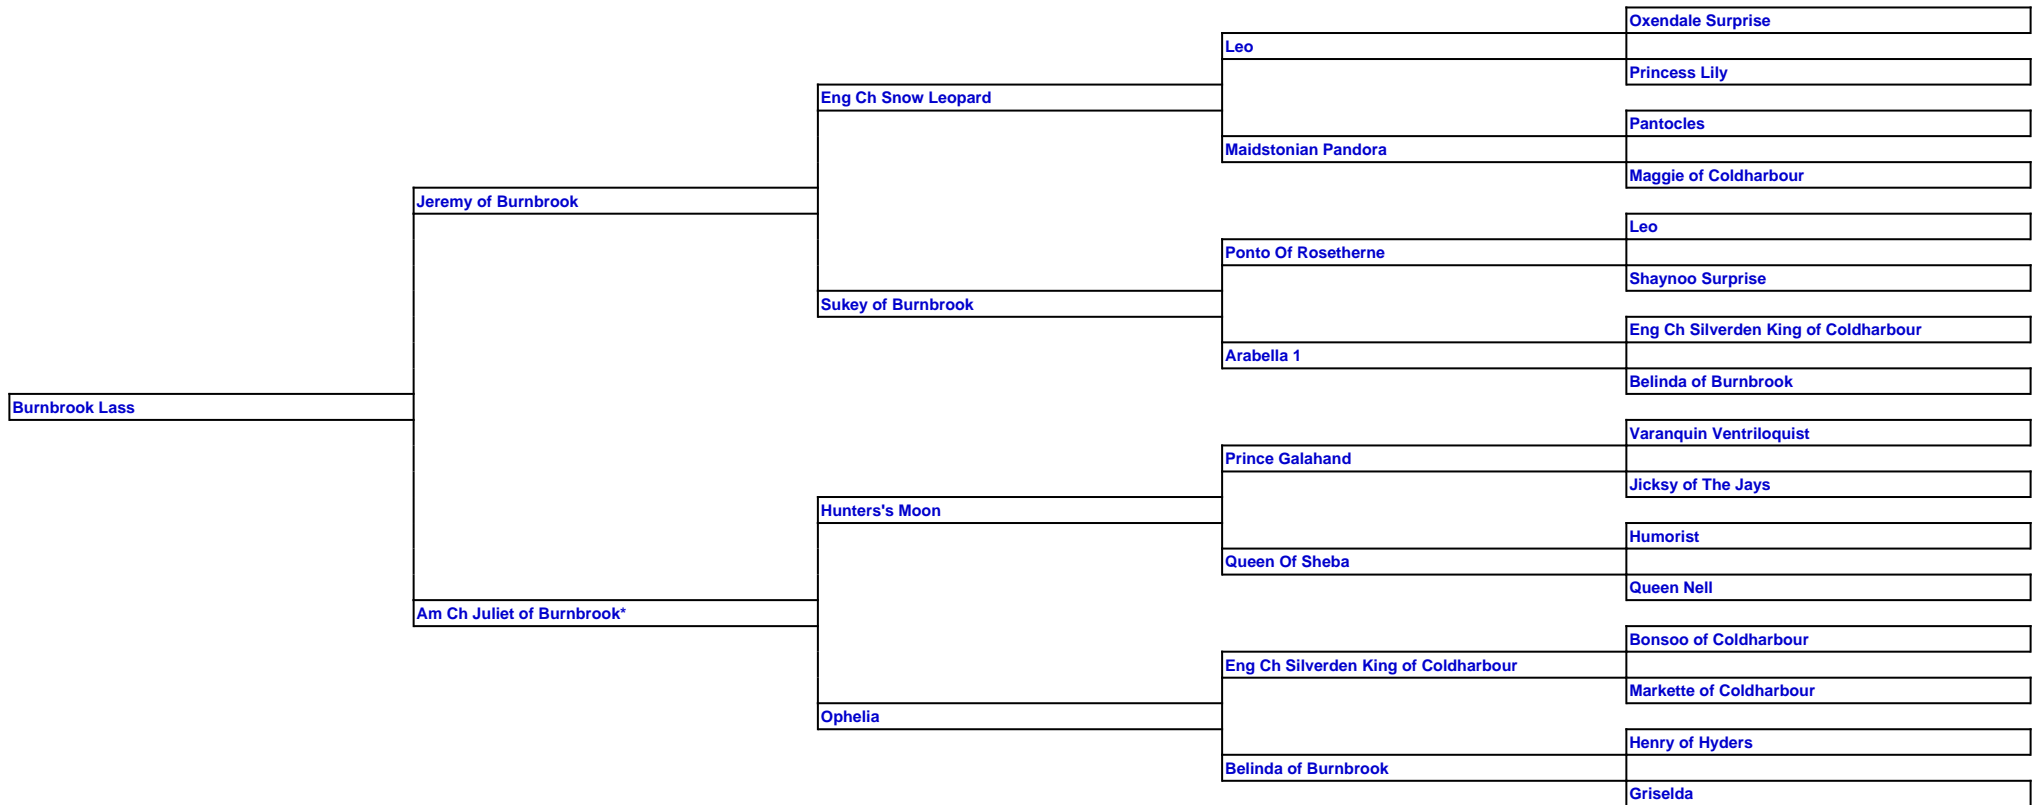 Oxendale Surprise
Leo
Princess Lily
Eng Ch Snow Leopard
Pantocles
Maidstonian Pandora
Maggie of Coldharbour
Jeremy of Burnbrook
Leo
Ponto Of Rosetherne
Shaynoo Surprise
Sukey of Burnbrook
Eng Ch Silverden King of Coldharbour
Arabella 1
Belinda of Burnbrook
Burnbrook Lass
Varanquin Ventriloquist
Prince Galahand
Jicksy of The Jays
Hunters's Moon
Humorist
Queen Of Sheba
Queen Nell
Am Ch Juliet of Burnbrook*
Bonsoo of Coldharbour
Eng Ch Silverden King of Coldharbour
Markette of Coldharbour
Ophelia
Henry of Hyders
Belinda of Burnbrook
Griselda